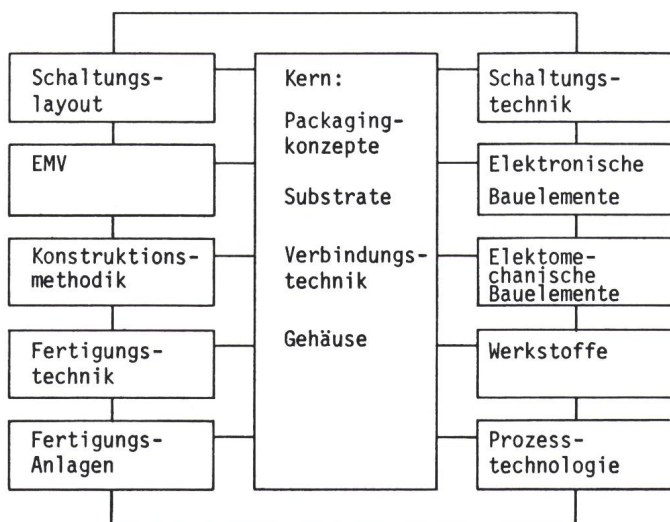 Schaltungs-
layout
EMV
Konstruktions-
methodik
Fertigungs-
technik
Fertigungs-
Anlagen
Kern:
Packaging-
konzepte
Substrate
Verbindungs-
technik
Gehäuse
Schaltungs-
technik
Elektronische
Bauelemente
Elektome-
chanische
Bauelemente
Werkstoffe
Prozess-
technologie